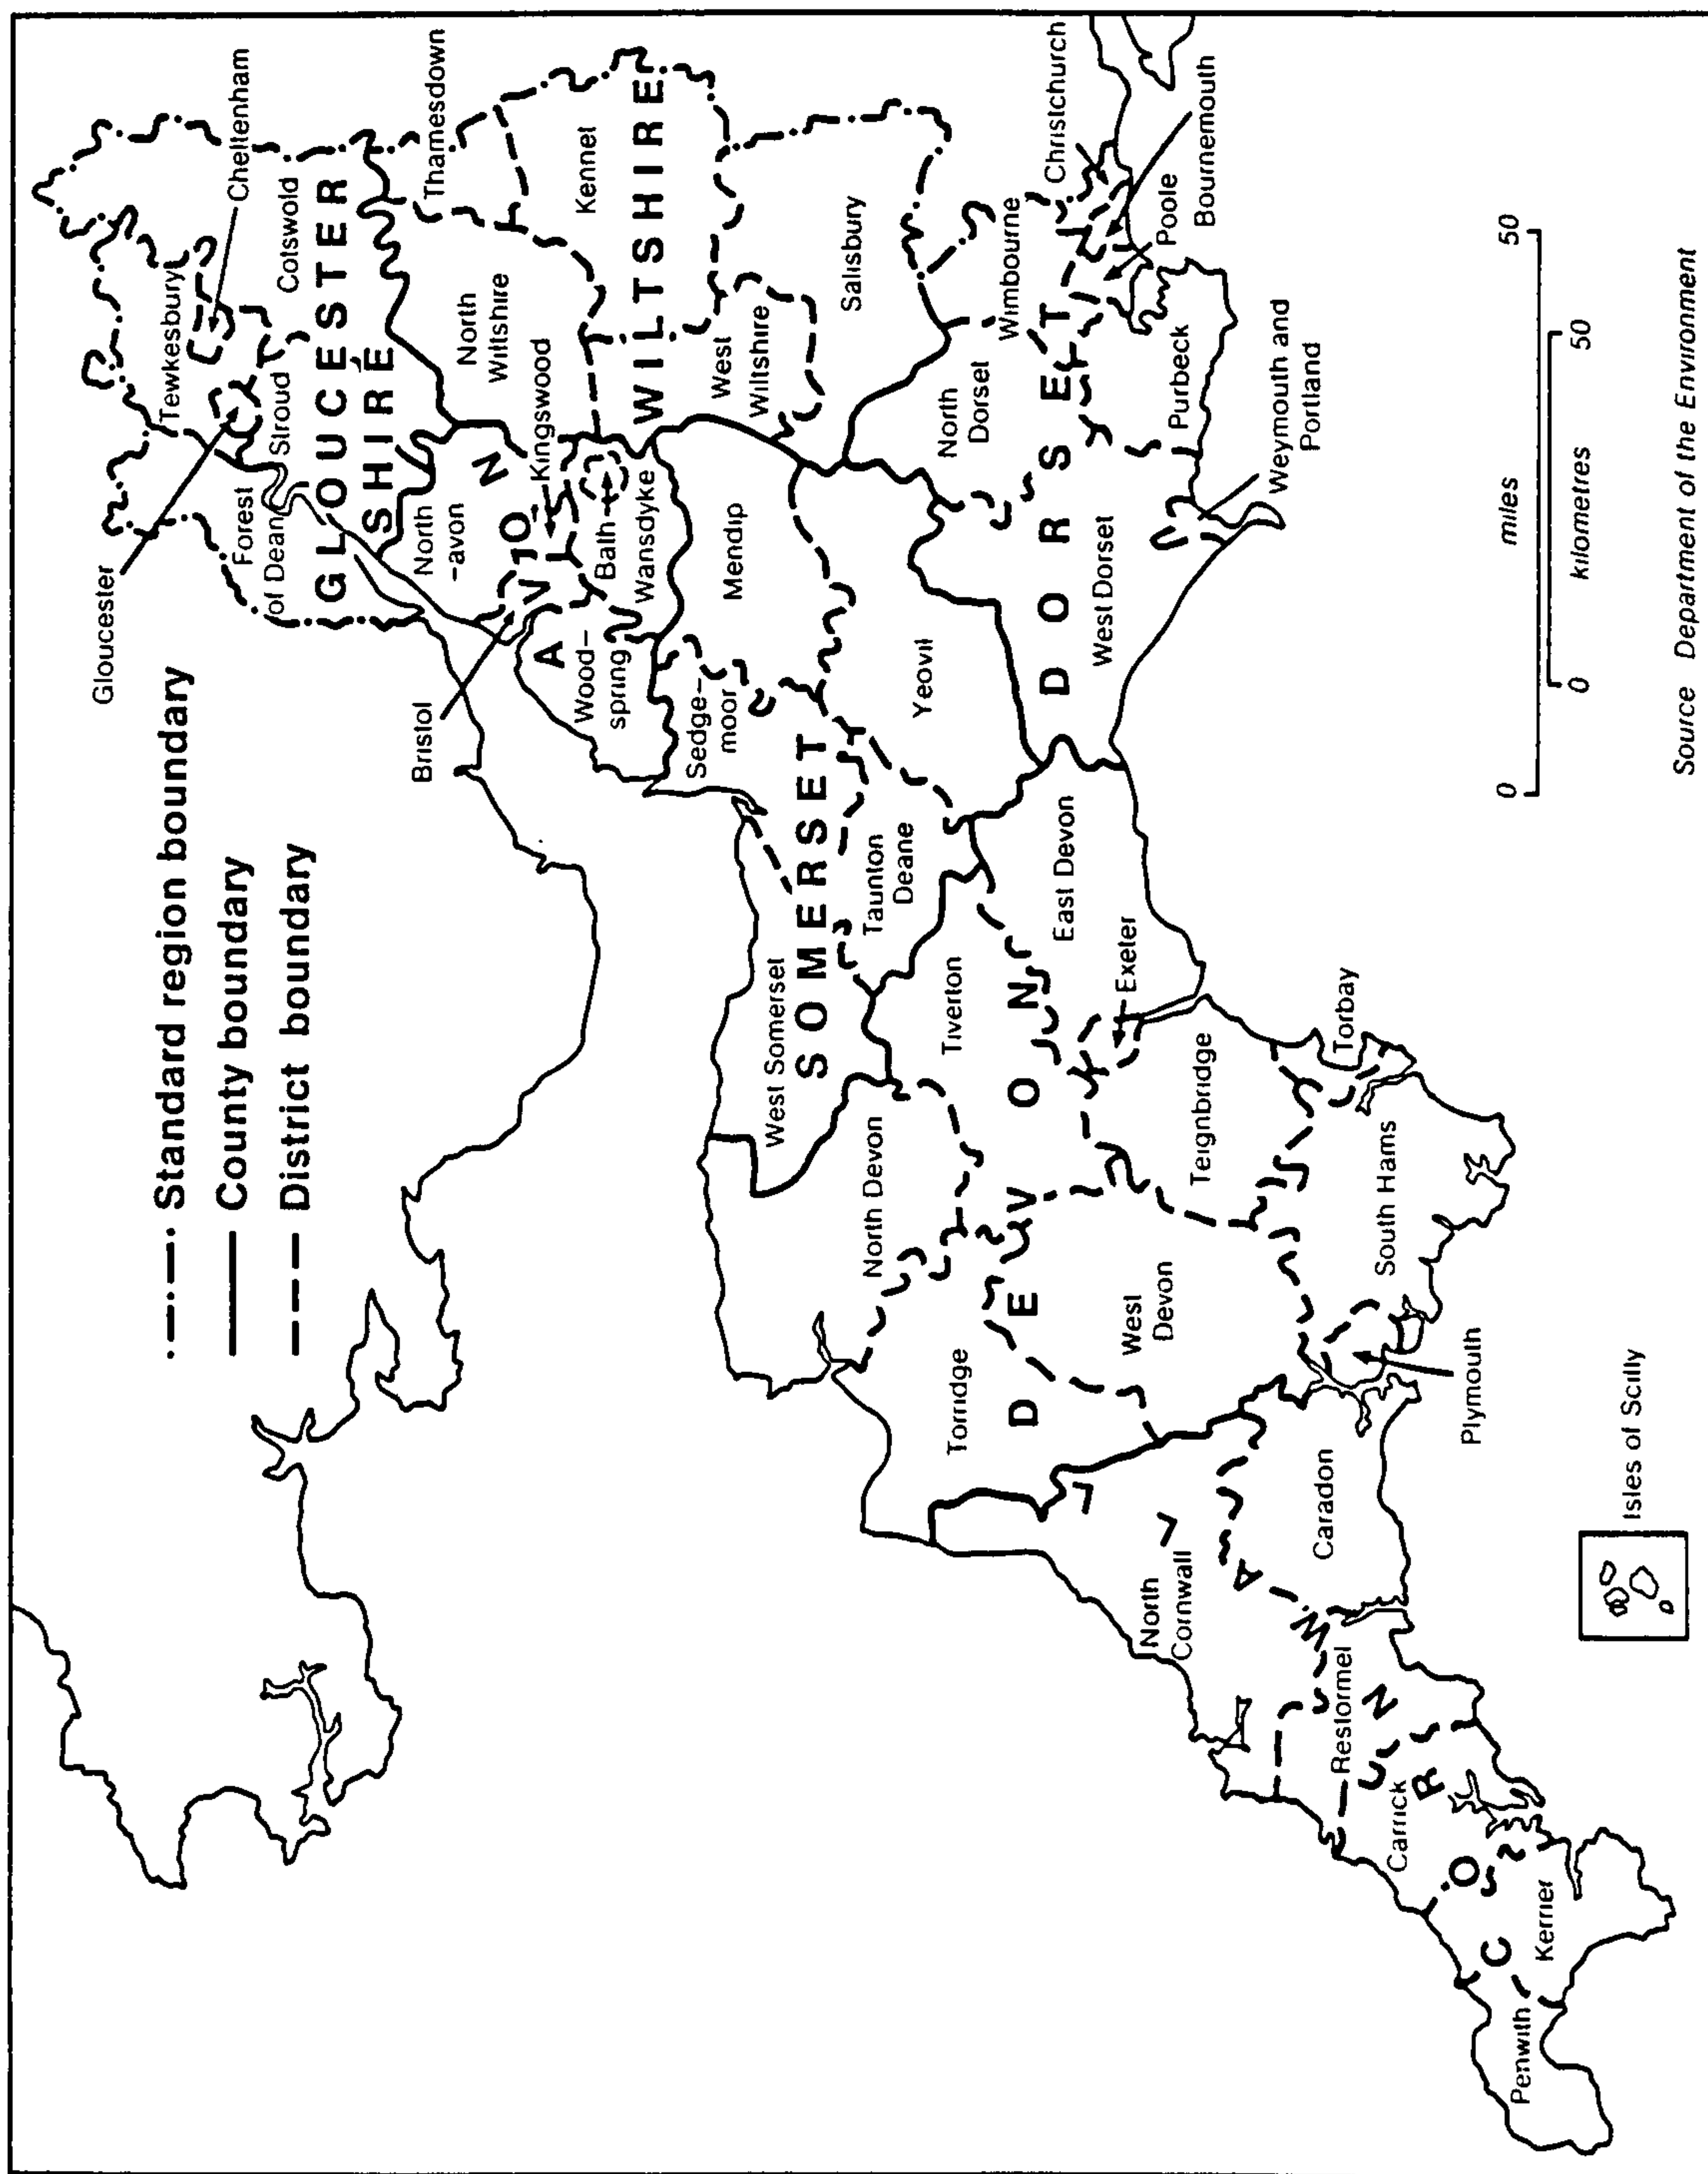 Standard region boundary
County boundary
District boundary
Gloucester
Cheltenham
Tewkesbury
Forest
of Dean
Stroud
Cotswold
GLOUCESTER
SHIRE
Bristol
North
-avon
Kingswood
AVON
Wood-
spring
Bath
Wansdyke
Thamesdown
North
Wiltshire
Kennet
WILTSHIRE
West
Wiltshire
Salisbury
Sedge-
moor
Mendip
West Somerset
SOMERSET
Taunton
Deane
Yeovil
North
Dorset
Wimbourne
Christchurch
DORSET
West Dorset
Purbeck
Poole
Bournemouth
Weymouth and
Portland
North Devon
Tiverton
East Devon
Torridge
DEVON
Exeter
West
Devon
Teignbridge
Torbay
South Hams
Plymouth
North
Cornwall
CORNWALL
Caradon
Restormel
Carrick
Kerrier
Penwith
Isles of Scilly
0 miles 50
0 kilometres 50
Source Department of the Environment